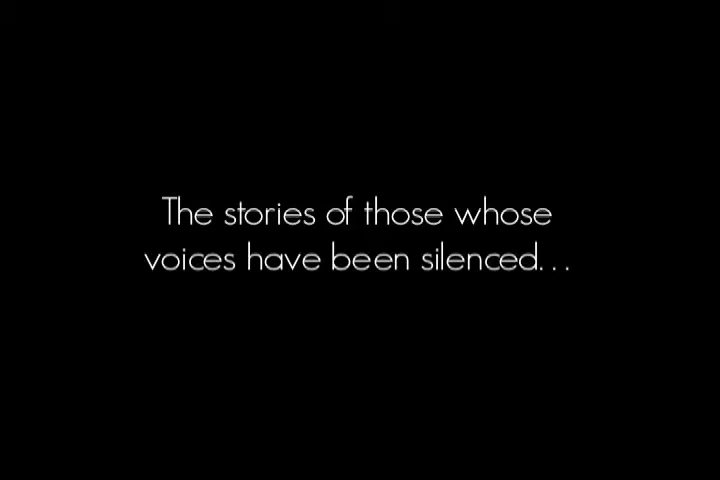 The stories of those whose
voices have been silenced...